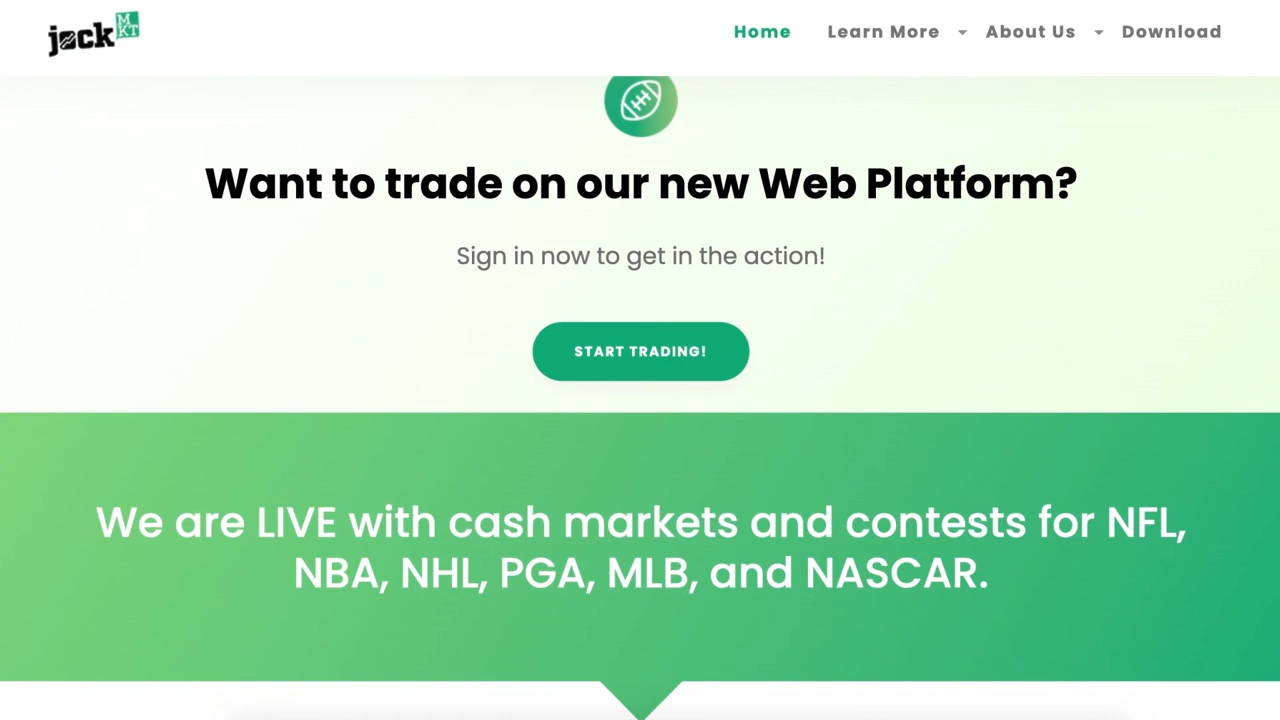 jock MKT
Home Learn More About Us Download
Want to trade on our new Web Platform?
Sign in now to get in the action!
START TRADING!
We are LIVE with cash markets and contests for NFL,
NBA, NHL, PGA, MLB, and NASCAR.